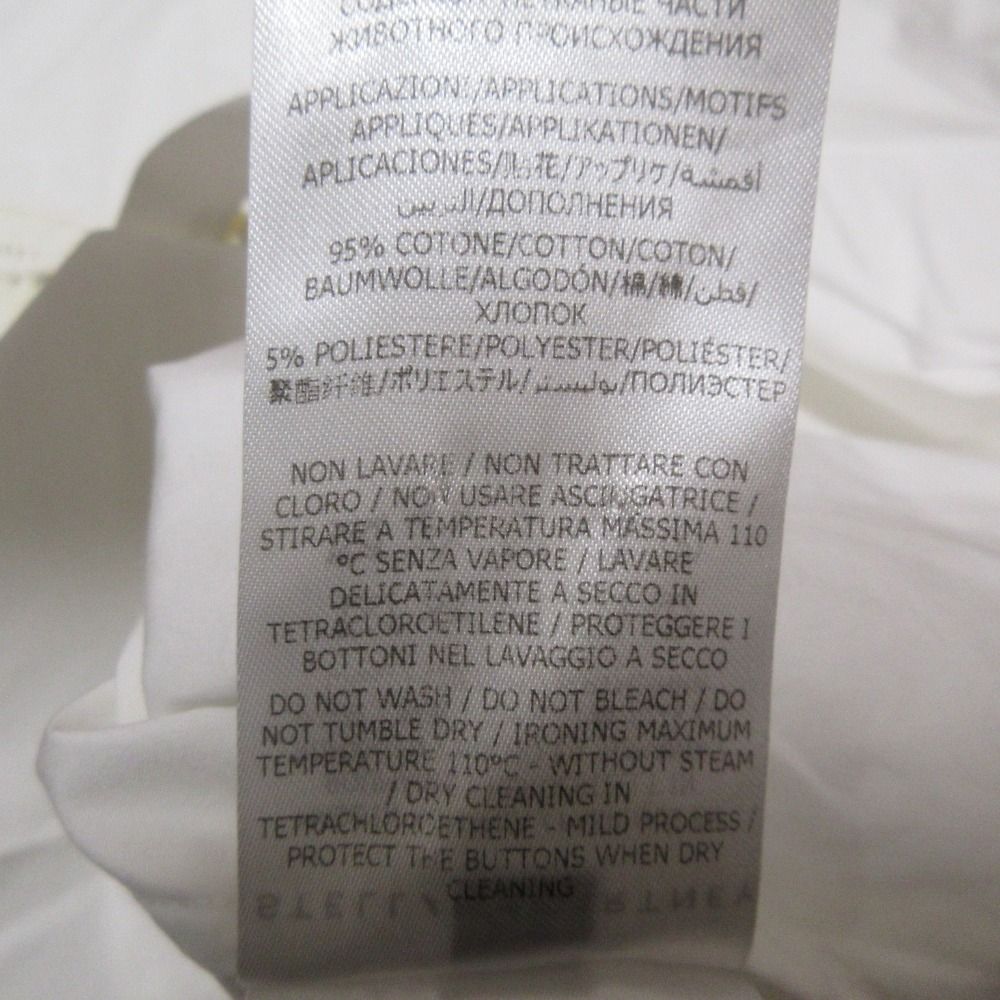 СОДЕРЖИТ НЕТКАНЫЕ ЧАСТИ
ЖИВОТНОГО ПРОИСХОЖДЕНИЯ
APPLICAZIONI/APPLICATIONS/MOTIFS
APPLIQUÉS/APPLIKATIONEN/
APLICACIONES/贴花/アップリケ/أقمشة
التزيين/ДОПОЛНЕНИЯ
95% COTONE/COTTON/COTON/
BAUMWOLLE/ALGODÓN/棉/綿/قطن/
ХЛОПОК
5% POLIESTERE/POLYESTER/POLIÉSTER/
聚酯纤维/ポリエステル/بوليستر/ПОЛИЭСТЕР
NON LAVARE / NON TRATTARE CON
CLORO / NON USARE ASCIUGATRICE /
STIRARE A TEMPERATURA MASSIMA 110
°C SENZA VAPORE / LAVARE
DELICATAMENTE A SECCO IN
TETRACLOROETILENE / PROTEGGERE I
BOTTONI NEL LAVAGGIO A SECCO
DO NOT WASH / DO NOT BLEACH / DO
NOT TUMBLE DRY / IRONING MAXIMUM
TEMPERATURE 110°C - WITHOUT STEAM
/ DRY CLEANING IN
TETRACHLOROETHENE - MILD PROCESS /
PROTECT THE BUTTONS WHEN DRY
CLEANING